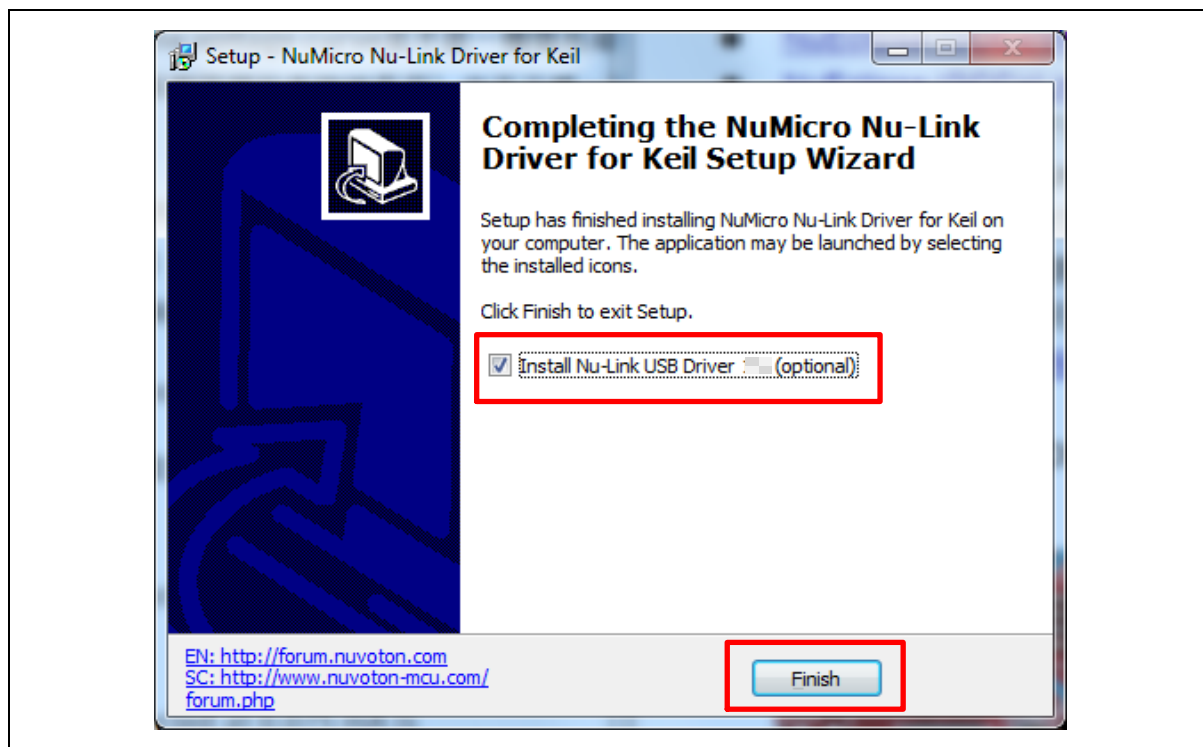 Setup - NuMicro Nu-Link Driver for Keil
Completing the NuMicro Nu-Link
Driver for Keil Setup Wizard
Setup has finished installing NuMicro Nu-Link Driver for Keil on
your computer. The application may be launched by selecting
the installed icons.
Click Finish to exit Setup.
Install Nu-Link USB Driver (optional)
EN: http://forum.nuvoton.com
SC: http://www.nuvoton-mcu.com/
forum.php
Finish